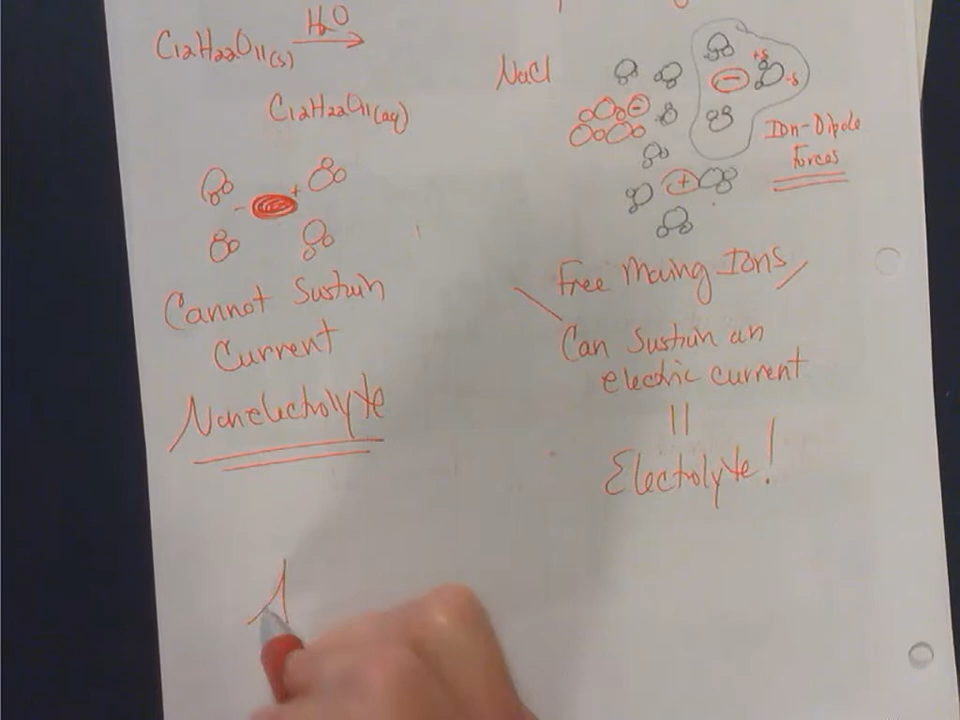 C12H22O11(s) H2O
C12H22O11(aq)
- +
Cannot Sustain
Current
Nonelectrolyte
NaCl
+δ
-
-δ
-
Ion-Dipole
Forces
+
Free Moving Ions
Can Sustain an
electric current
Electrolyte!
A